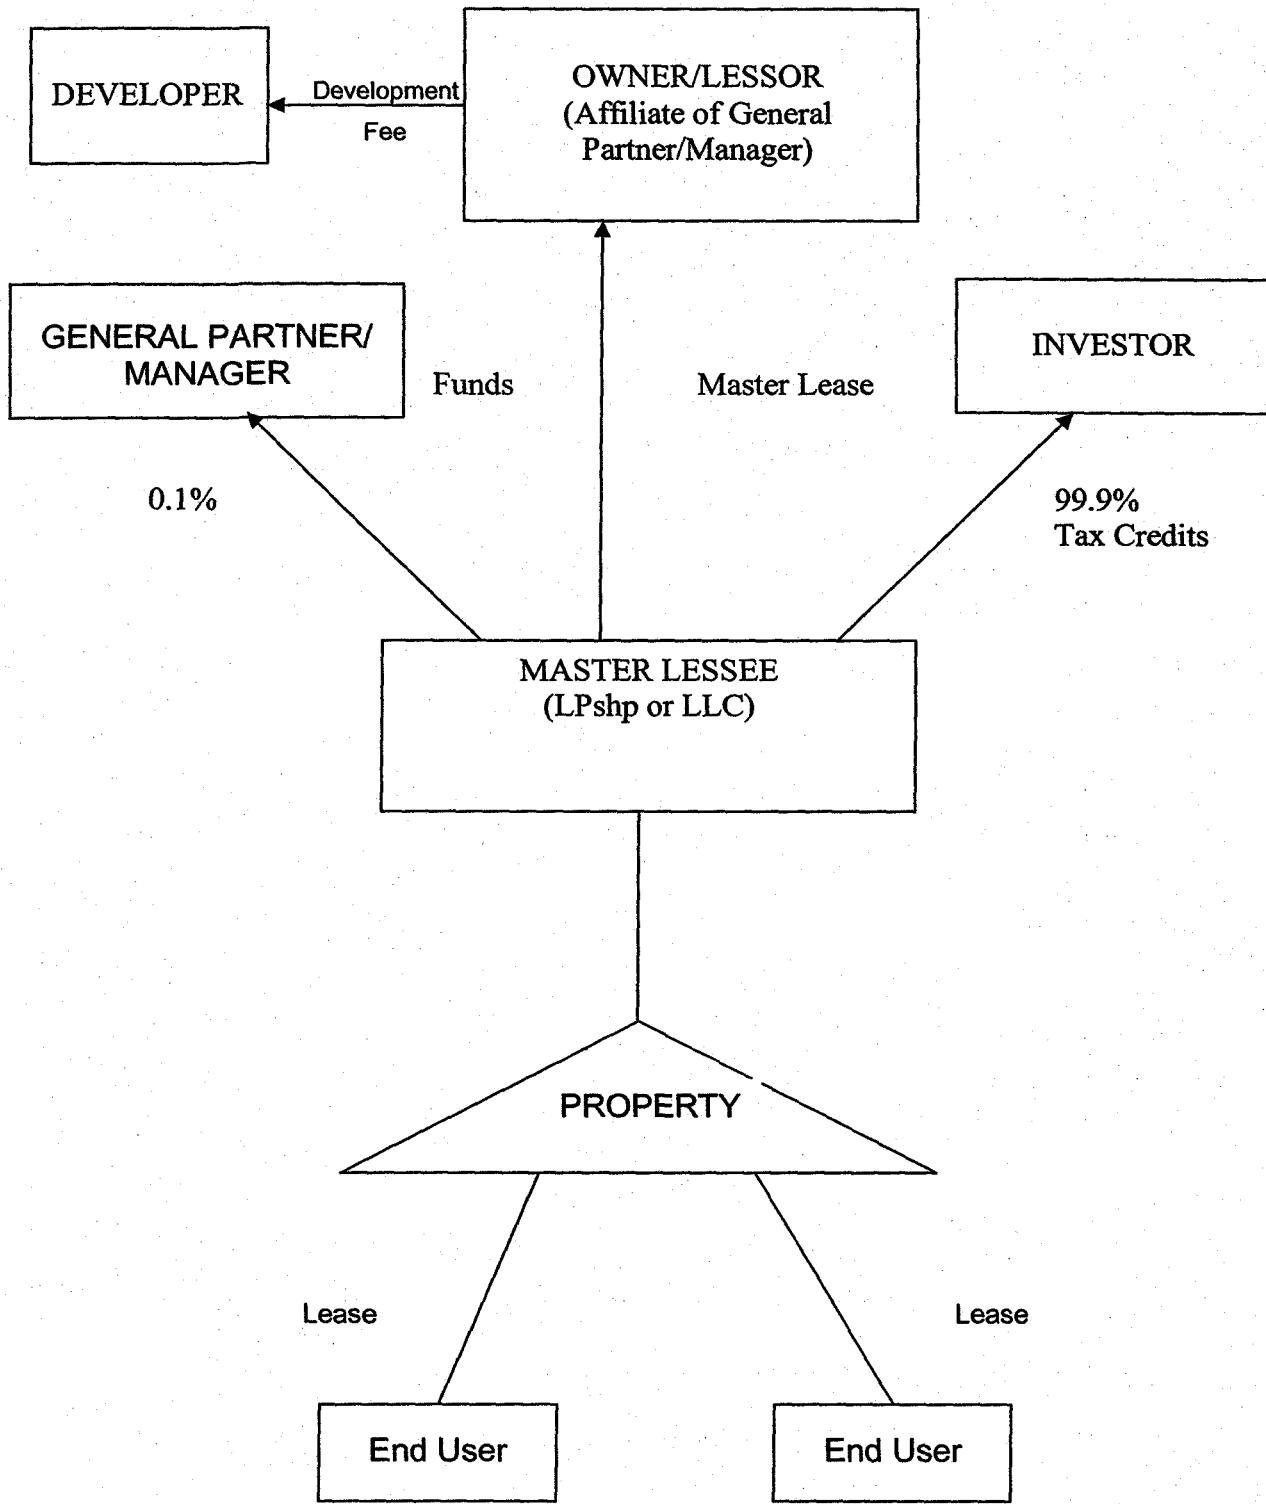 DEVELOPER
Development
Fee
OWNER/LESSOR
(Affiliate of General
Partner/Manager)
GENERAL PARTNER/
MANAGER
Funds
Master Lease
INVESTOR
0.1%
99.9%
Tax Credits
MASTER LESSEE
(LPshp or LLC)
PROPERTY
Lease
Lease
End User
End User